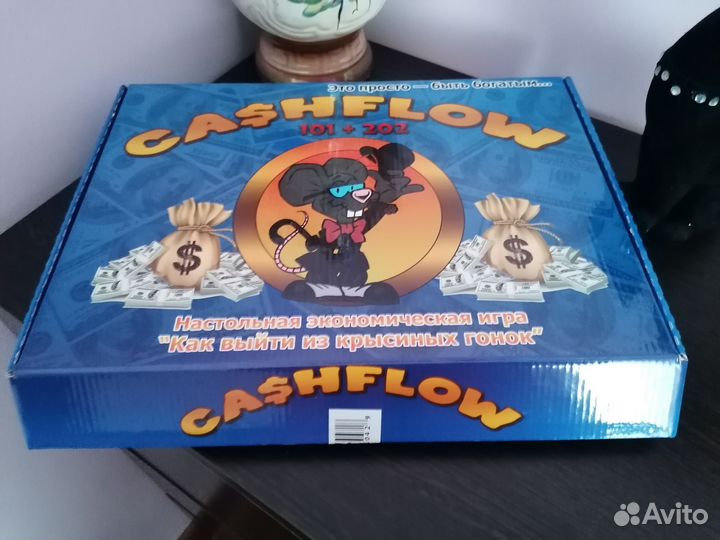 Это просто — быть богатым...
CA$HFLOW
101 + 202
$
$
Настольная экономическая игра
"Как выйти из крысиных гонок"
CA$HFLOW
Avito